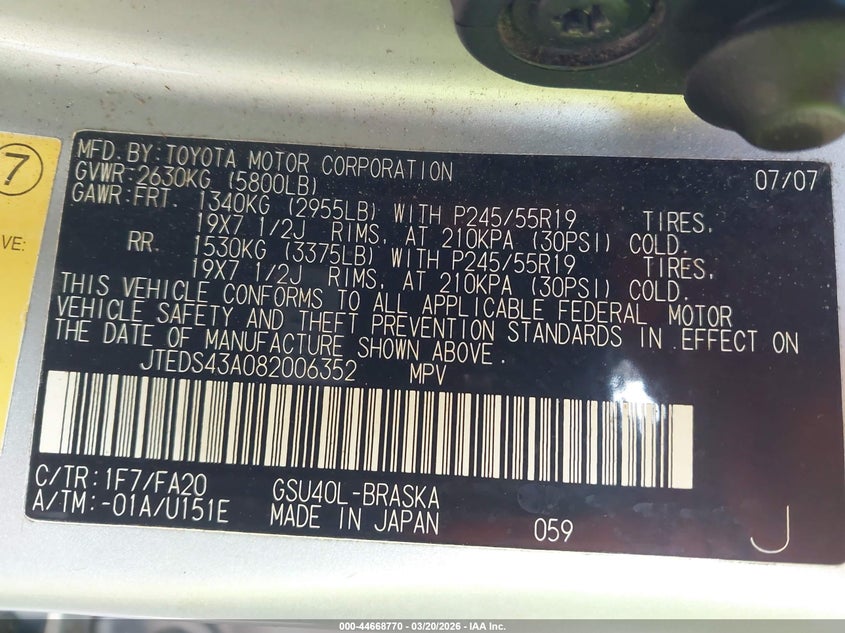 7
VE:
MFD. BY: TOYOTA MOTOR CORPORATION 07/07
GVWR: 2630KG (5800LB)
GAWR: FRT. 1340KG (2955LB) WITH P245/55R19 TIRES,
19X7 1/2J RIMS, AT 210KPA (30PSI) COLD.
RR. 1530KG (3375LB) WITH P245/55R19 TIRES,
19X7 1/2J RIMS, AT 210KPA (30PSI) COLD.
THIS VEHICLE CONFORMS TO ALL APPLICABLE FEDERAL MOTOR
VEHICLE SAFETY AND THEFT PREVENTION STANDARDS IN EFFECT ON
THE DATE OF MANUFACTURE SHOWN ABOVE.
JTEDS43A082006352 MPV
C/TR: 1F7/FA20 GSU40L-BRASKA
A/TM: -01A/U151E MADE IN JAPAN 059 J
000-44668770 - 03/20/2026 - IAA Inc.